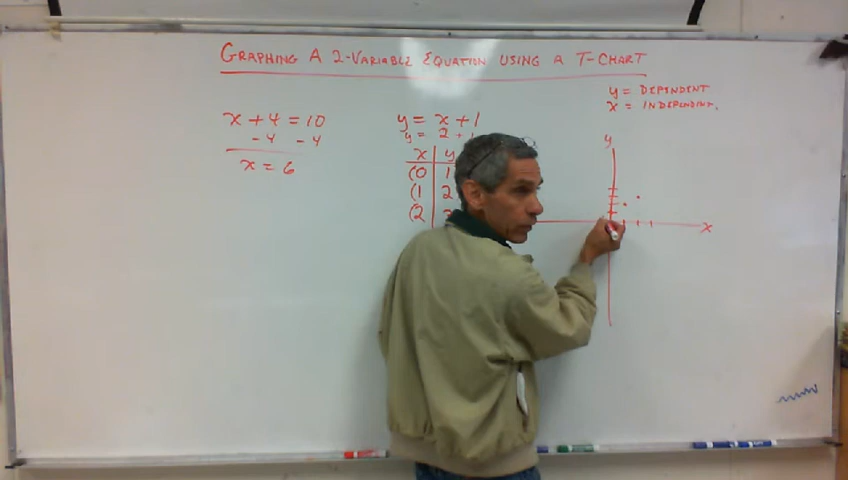 GRAPHING A 2-VARIABLE EQUATION USING A T-CHART
y = DEPENDENT
x = INDEPENDENT,
x + 4 = 10
- 4 - 4
x = 6
y = x + 1
y = 2 +
x y
(0 1
(1 2
(2
y
x